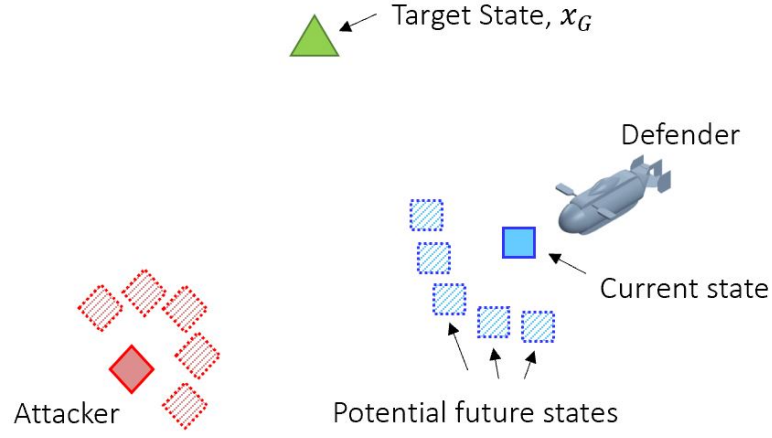 Target State, x_G
Defender
Current state
Attacker
Potential future states